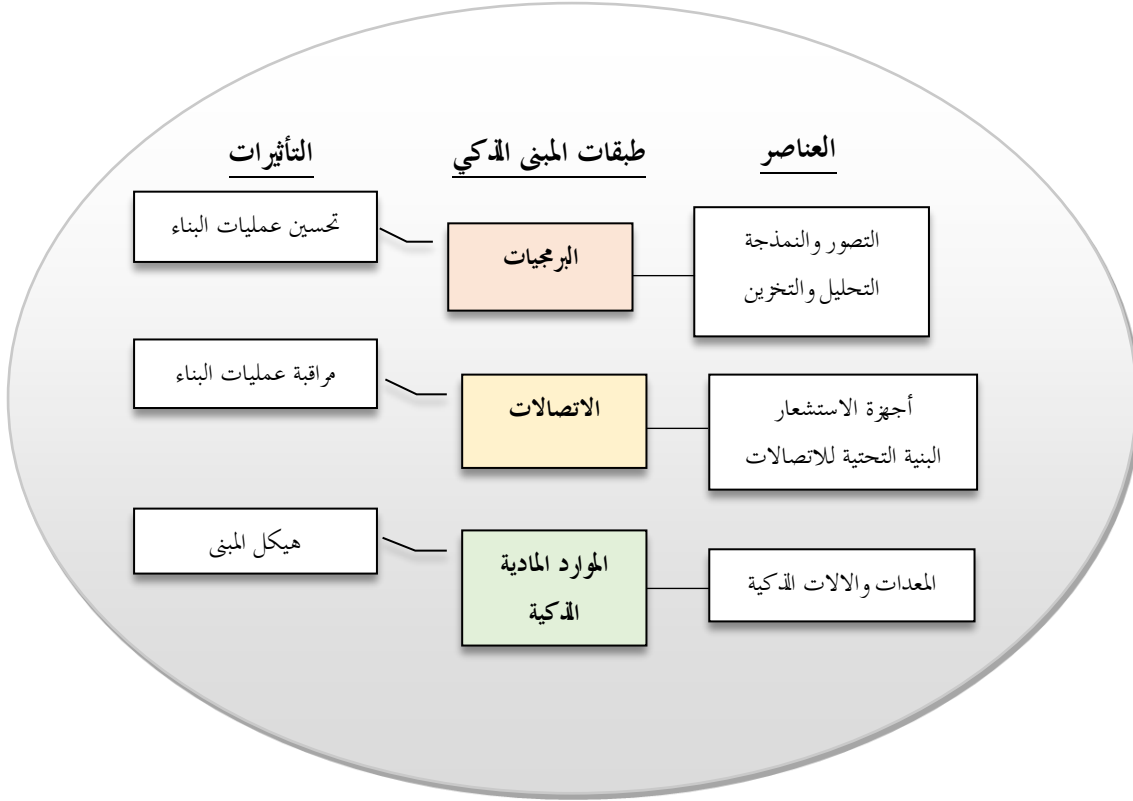 العناصر
طبقات المبنى الذكي
التأثيرات
التصور والنمذجة
التحليل والتخزين
البرمجيات
تحسين عمليات البناء
أجهزة الاستشعار
البنية التحتية للاتصالات
الاتصالات
مراقبة عمليات البناء
المعدات والالات الذكية
الموارد المادية
الذكية
هيكل المبنى